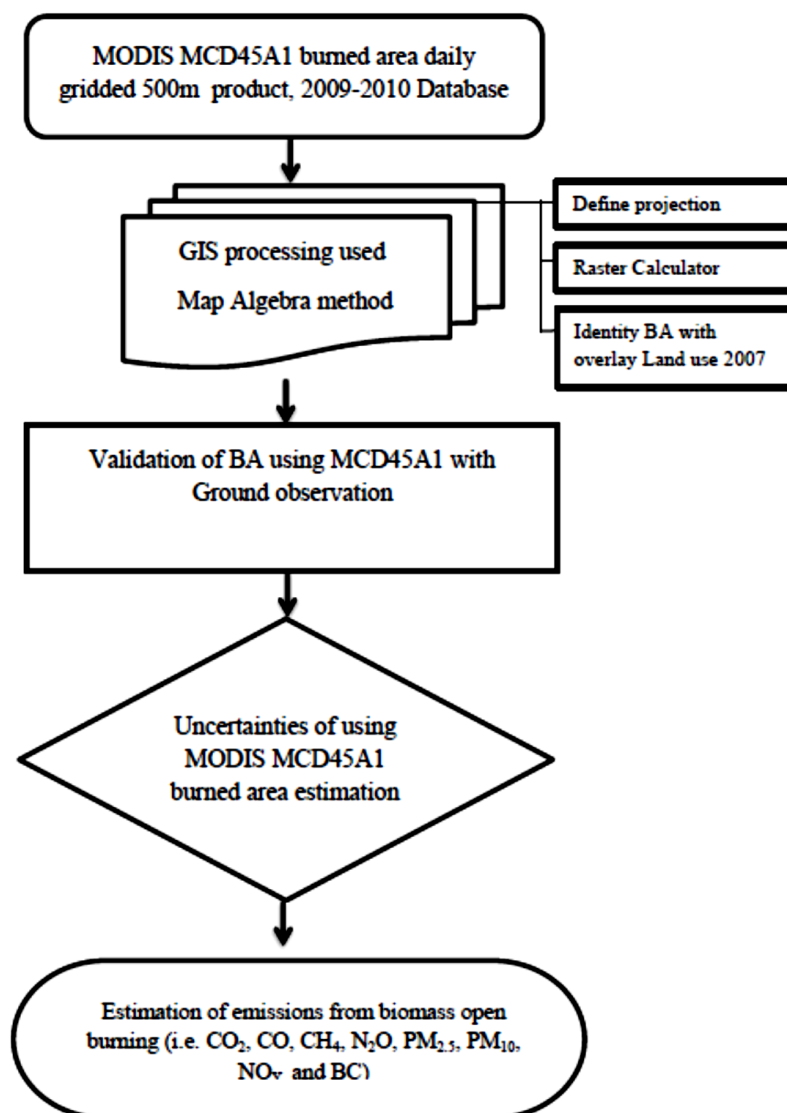 MODIS MCD45A1 burned area daily
gridded 500m product, 2009-2010 Database
GIS processing used
Map Algebra method
Define projection
Raster Calculator
Identity BA with
overlay Land use 2007
Validation of BA using MCD45A1 with
Ground observation
Uncertainties of using
MODIS MCD45A1
burned area estimation
Estimation of emissions from biomass open
burning (i.e. CO₂, CO, CH₄, N₂O, PM₂.₅, PM₁₀,
NOₓ and BC)